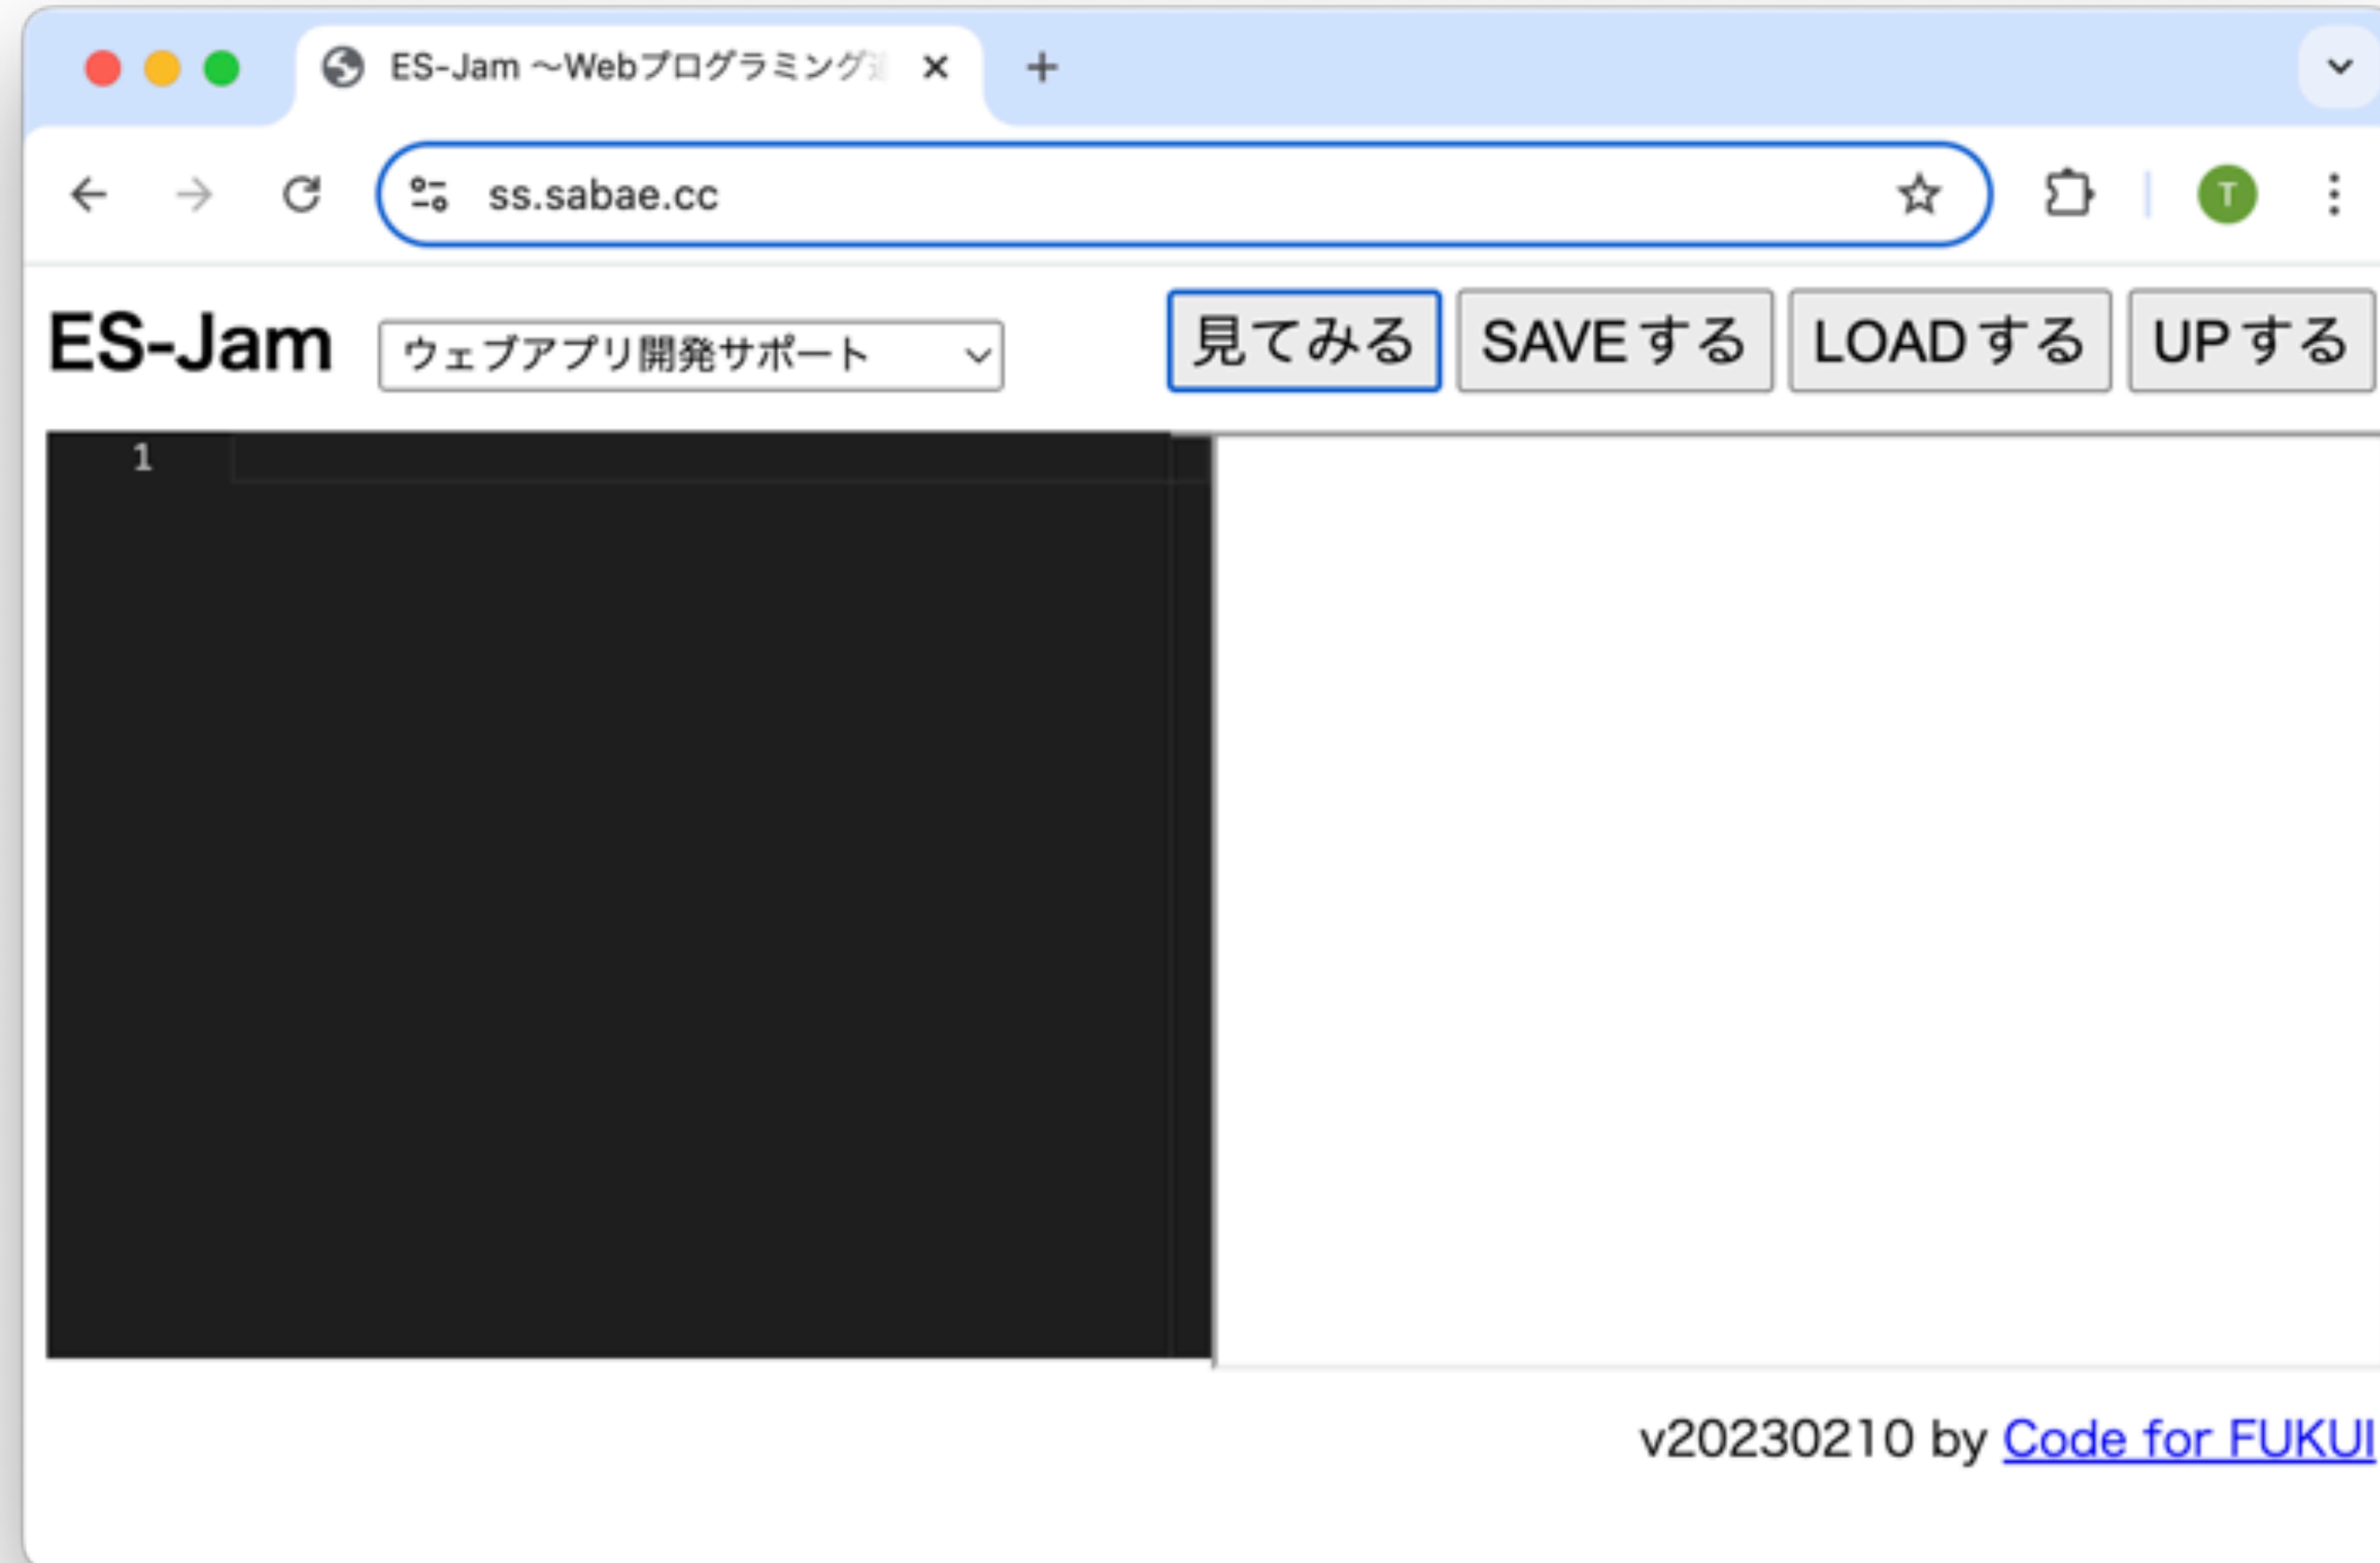 ES-Jam ～Webプログラミング
ss.sabae.cc
T
ES-Jam ウェブアプリ開発サポート 見てみる SAVEする LOADする UPする
1
v20230210 by Code for FUKUI